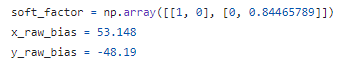 soft_factor = np.array([[1, 0], [0, 0.84465789]])
x_raw_bias = 53.148
y_raw_bias = -48.19